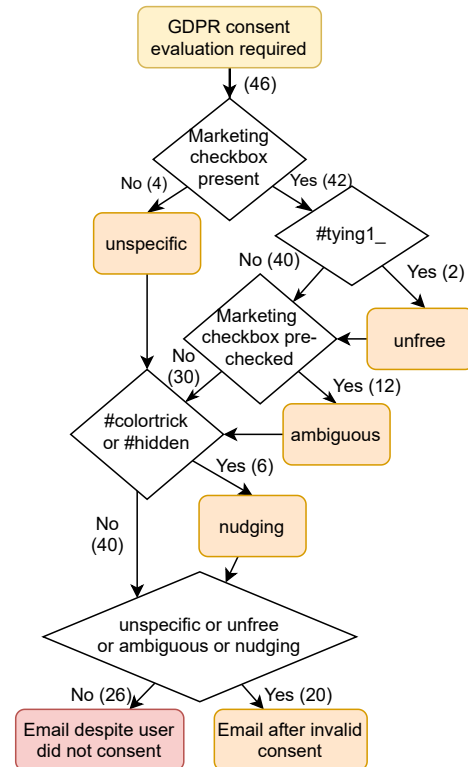 GDPR consent
evaluation required
(46)
Marketing
checkbox
present
No (4)
Yes (42)
unspecific
#tying1_
No (40)
Yes (2)
Marketing
checkbox pre-
checked
unfree
No
(30)
Yes (12)
#colortrick
or #hidden
ambiguous
Yes (6)
No
(40)
nudging
unspecific or unfree
or ambiguous or nudging
No (26)
Yes (20)
Email despite user
did not consent
Email after invalid
consent